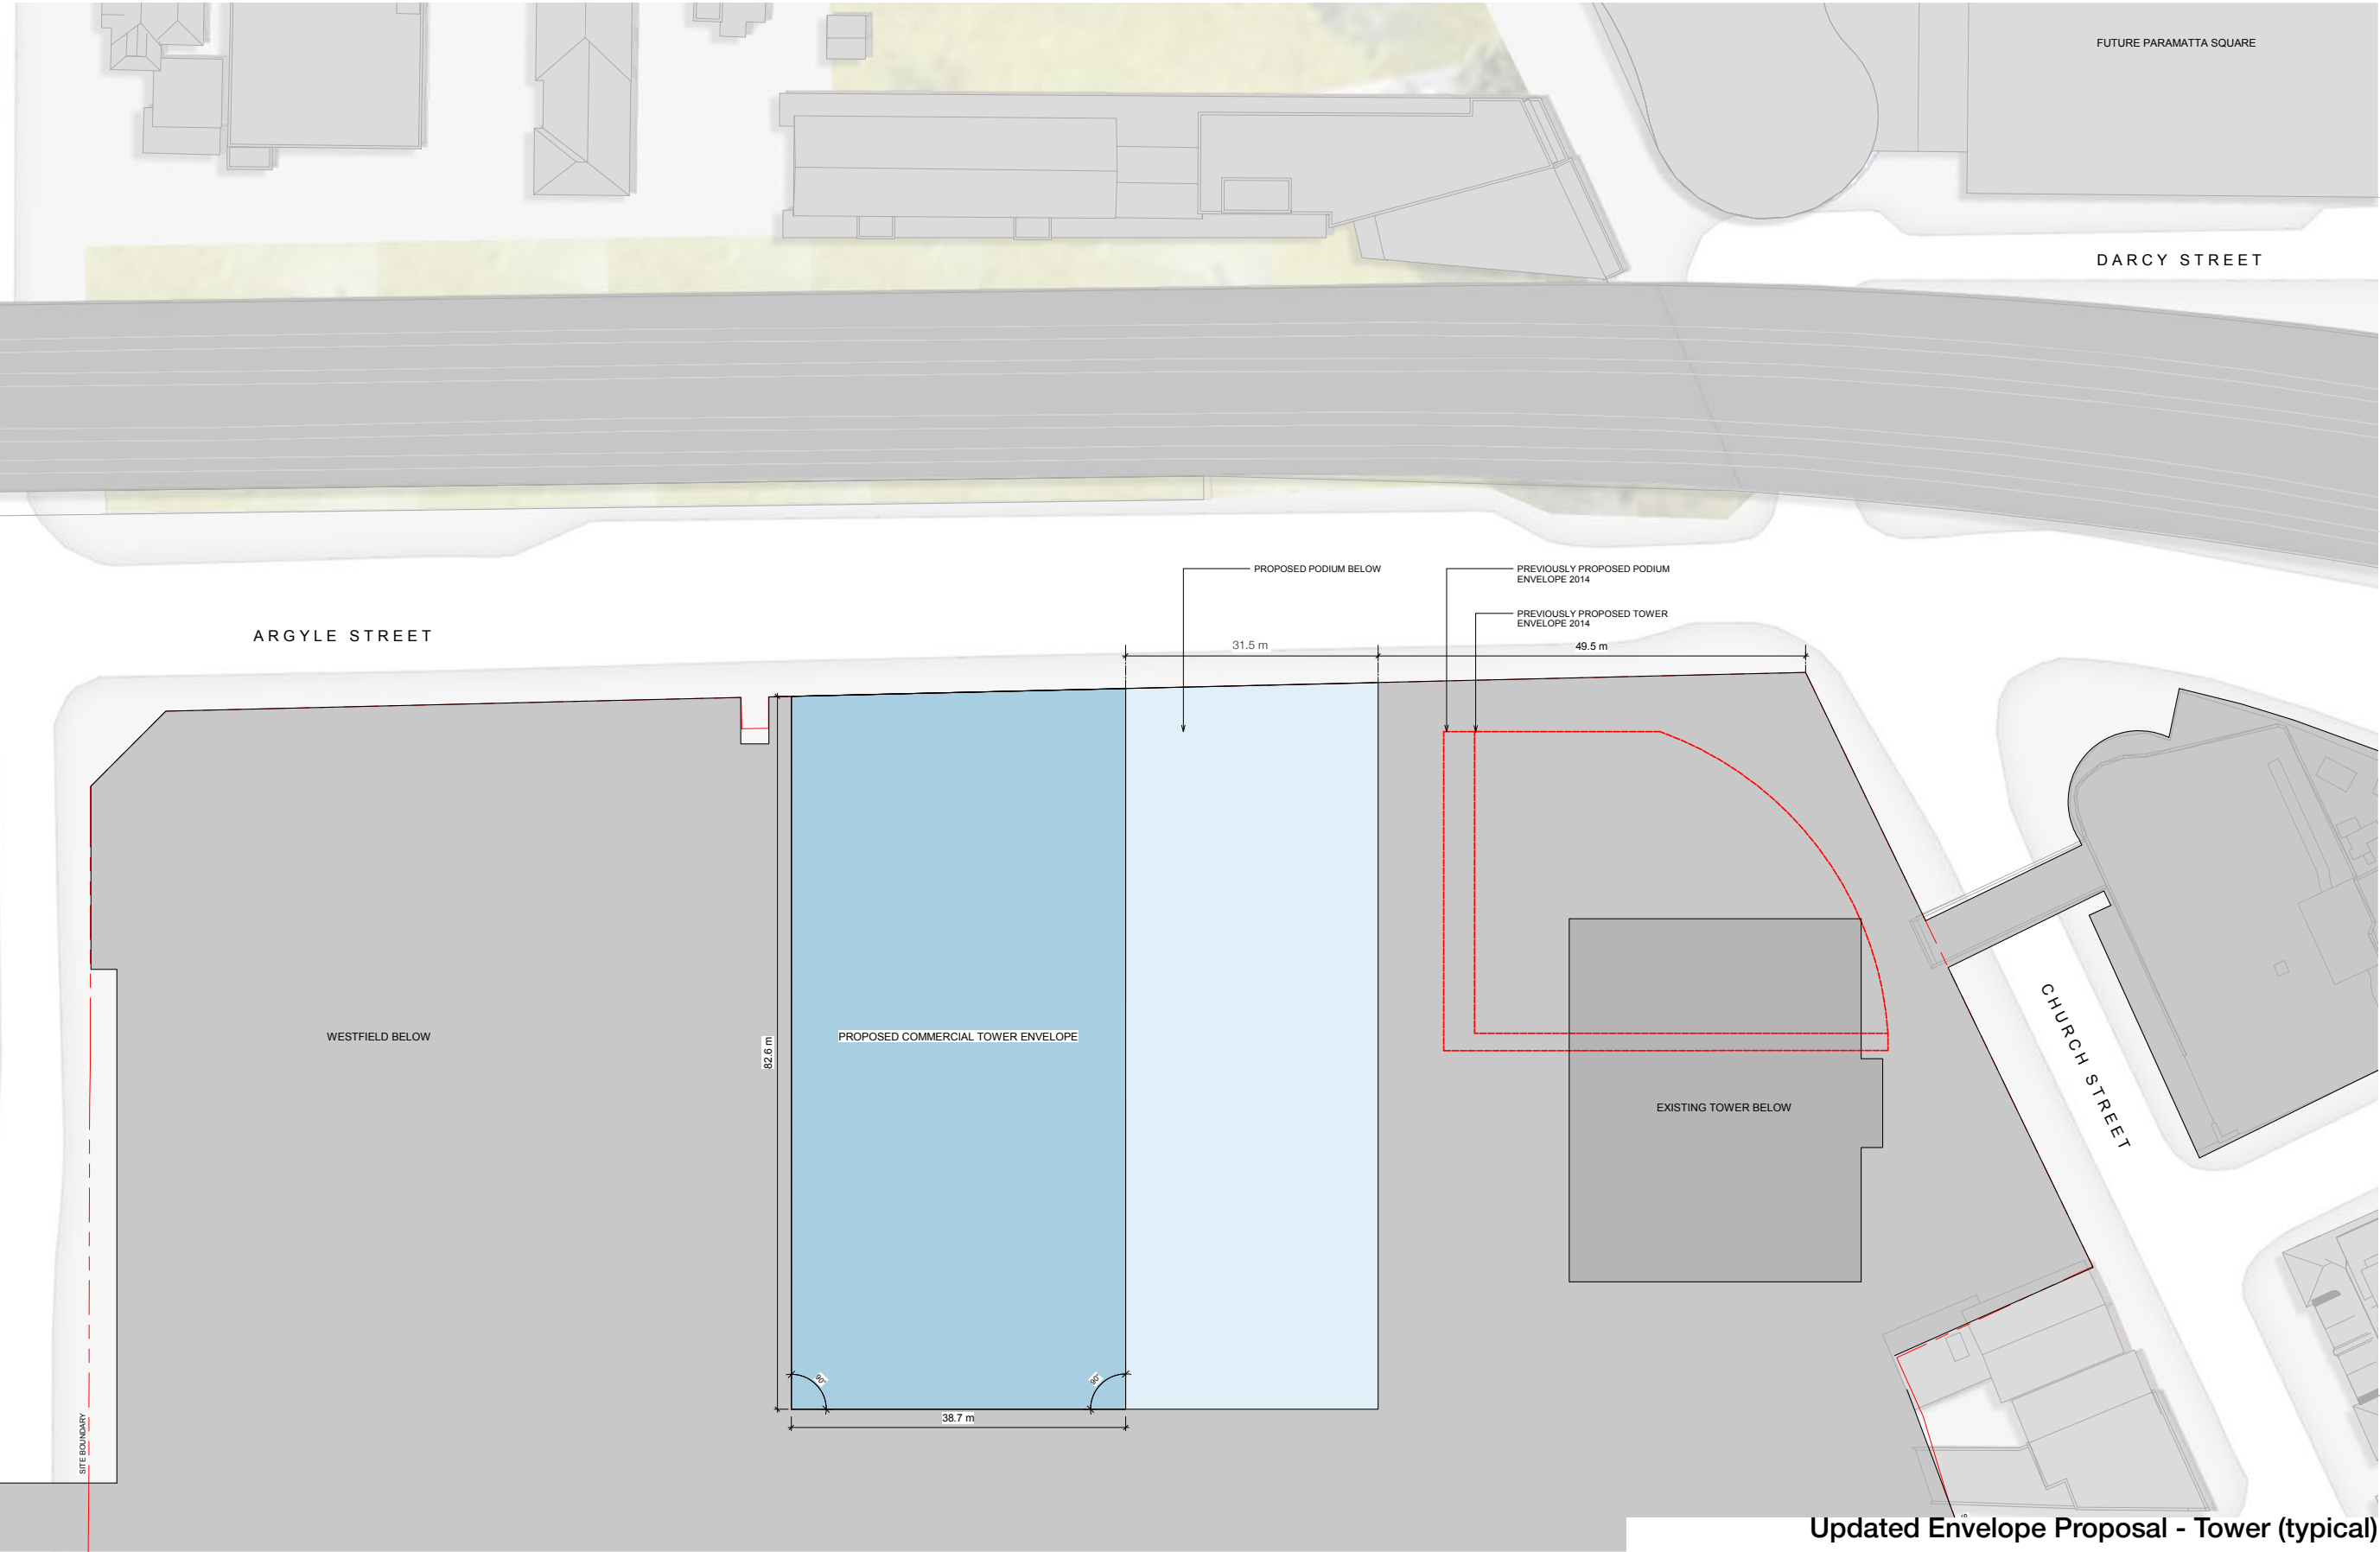 FUTURE PARAMATTA SQUARE
DARCY STREET
PROPOSED PODIUM BELOW
PREVIOUSLY PROPOSED PODIUM
ENVELOPE 2014
PREVIOUSLY PROPOSED TOWER
ENVELOPE 2014
ARGYLE STREET
31.5 m
49.5 m
WESTFIELD BELOW
82.6 m
PROPOSED COMMERCIAL TOWER ENVELOPE
CHURCH STREET
EXISTING TOWER BELOW
90°
90°
38.7 m
SITE BOUNDARY
Updated Envelope Proposal - Tower (typical)